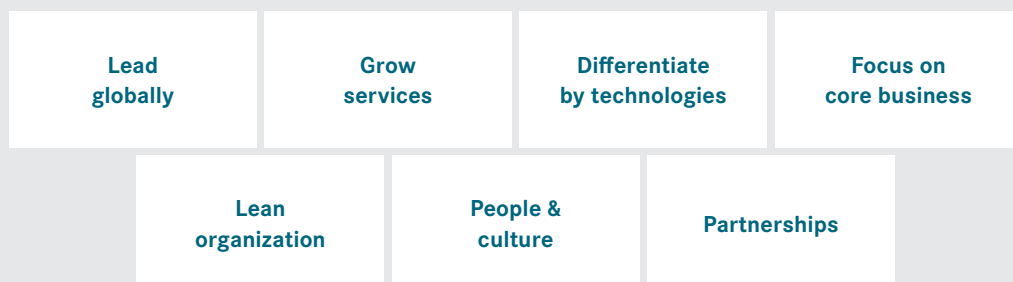 Lead
globally
Grow
services
Differentiate
by technologies
Focus on
core business
Lean
organization
People &
culture
Partnerships